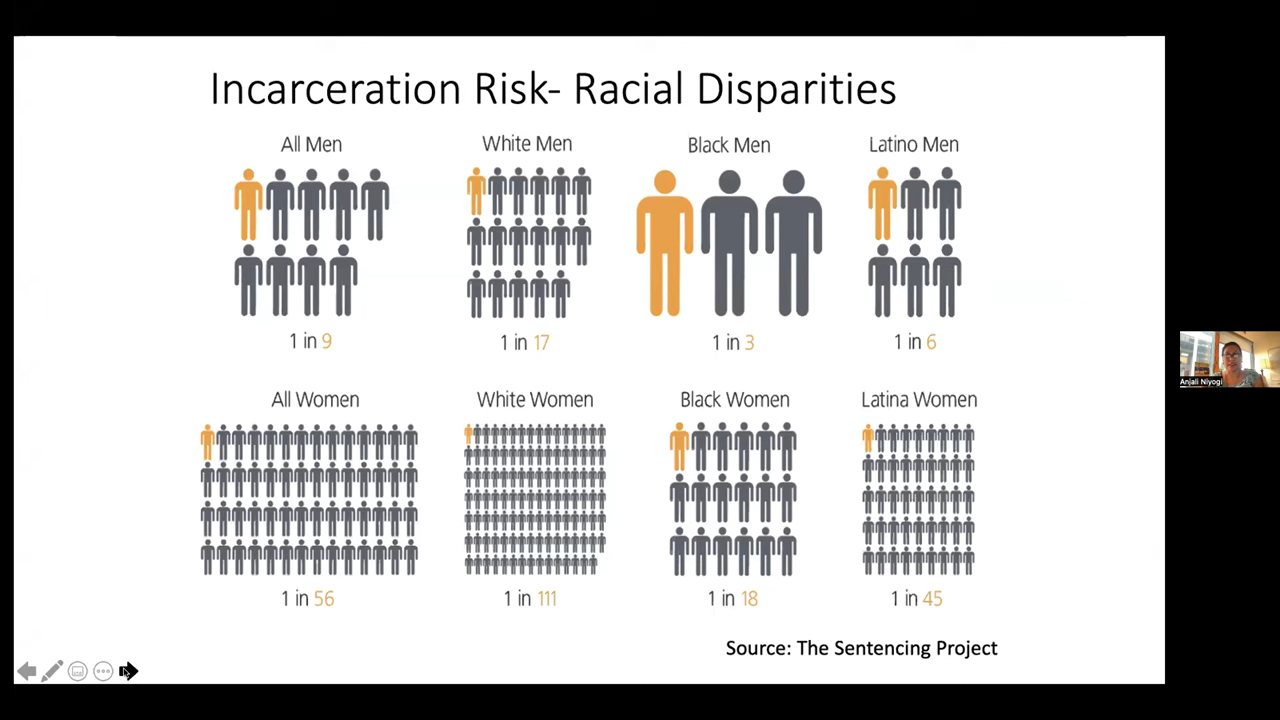 Incarceration Risk- Racial Disparities
All Men
White Men
Black Men
Latino Men
1 in 9
1 in 17
1 in 3
1 in 6
All Women
White Women
Black Women
Latina Women
1 in 56
1 in 111
1 in 18
1 in 45
Source: The Sentencing Project
Anjali Niyogi